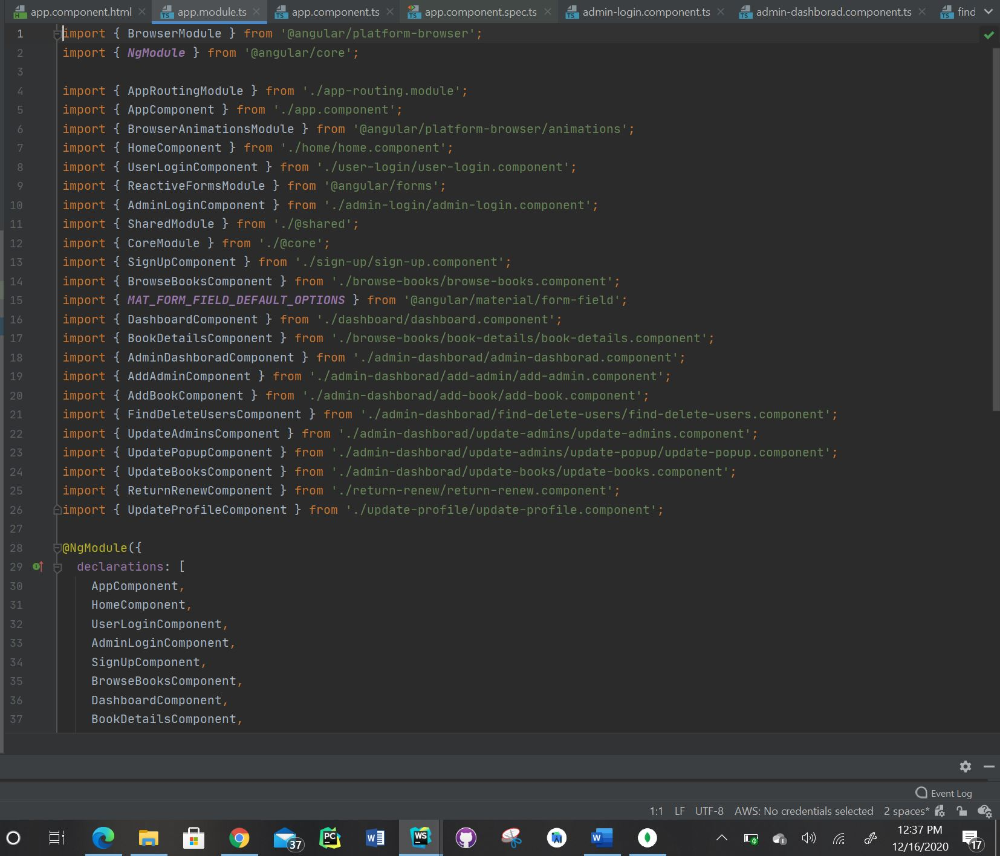 app.component.html
app.module.ts
app.component.ts
app.component.spec.ts
admin-login.component.ts
admin-dashborad.component.ts
find
1 import { BrowserModule } from '@angular/platform-browser';
2 import { NgModule } from '@angular/core';
3
4 import { AppRoutingModule } from './app-routing.module';
5 import { AppComponent } from './app.component';
6 import { BrowserAnimationsModule } from '@angular/platform-browser/animations';
7 import { HomeComponent } from './home/home.component';
8 import { UserLoginComponent } from './user-login/user-login.component';
9 import { ReactiveFormsModule } from '@angular/forms';
10 import { AdminLoginComponent } from './admin-login/admin-login.component';
11 import { SharedModule } from './@shared';
12 import { CoreModule } from './@core';
13 import { SignUpComponent } from './sign-up/sign-up.component';
14 import { BrowseBooksComponent } from './browse-books/browse-books.component';
15 import { MAT_FORM_FIELD_DEFAULT_OPTIONS } from '@angular/material/form-field';
16 import { DashboardComponent } from './dashboard/dashboard.component';
17 import { BookDetailsComponent } from './browse-books/book-details/book-details.component';
18 import { AdminDashboradComponent } from './admin-dashborad/admin-dashborad.component';
19 import { AddAdminComponent } from './admin-dashborad/add-admin/add-admin.component';
20 import { AddBookComponent } from './admin-dashborad/add-book/add-book.component';
21 import { FindDeleteUsersComponent } from './admin-dashborad/find-delete-users/find-delete-users.component';
22 import { UpdateAdminsComponent } from './admin-dashborad/update-admins/update-admins.component';
23 import { UpdatePopupComponent } from './admin-dashborad/update-admins/update-popup/update-popup.component';
24 import { UpdateBooksComponent } from './admin-dashborad/update-books/update-books.component';
25 import { ReturnRenewComponent } from './return-renew/return-renew.component';
26 import { UpdateProfileComponent } from './update-profile/update-profile.component';
27
28 @NgModule({
29 declarations: [
30 AppComponent,
31 HomeComponent,
32 UserLoginComponent,
33 AdminLoginComponent,
34 SignUpComponent,
35 BrowseBooksComponent,
36 DashboardComponent,
37 BookDetailsComponent,
Event Log
1:1 LF UTF-8 AWS: No credentials selected 2 spaces*
37
PC
W
WS
AI
W
12:37 PM
12/16/2020
17